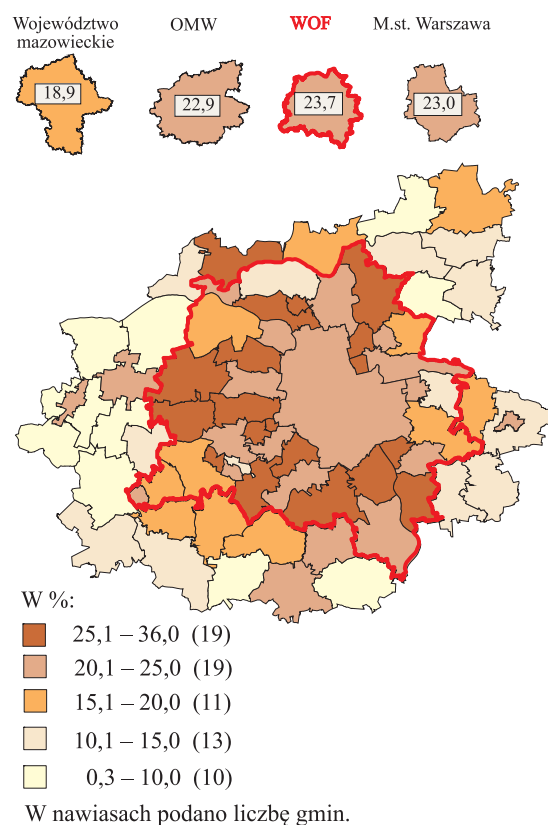 Województwo
mazowieckie
OMW
WOF
M.st. Warszawa
18,9
22,9
23,7
23,0
W %:
25,1 – 36,0 (19)
20,1 – 25,0 (19)
15,1 – 20,0 (11)
10,1 – 15,0 (13)
0,3 – 10,0 (10)
W nawiasach podano liczbę gmin.